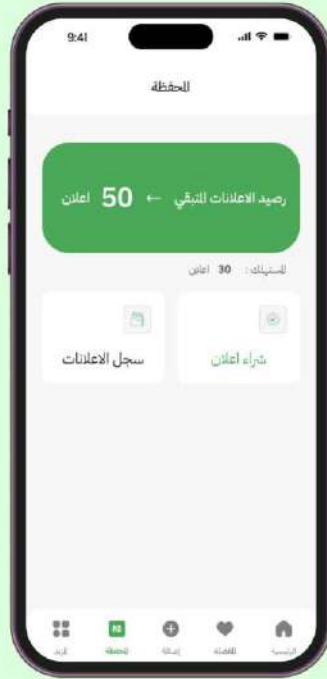 9:41
المحفظة
رصيد الاعلانات المتبقي ← 50 اعلان
المستهلك : 30 اعلان
شراء اعلان
سجل الاعلانات
الرئيسية
المفضلة
إضافة
المحفظة
المزيد